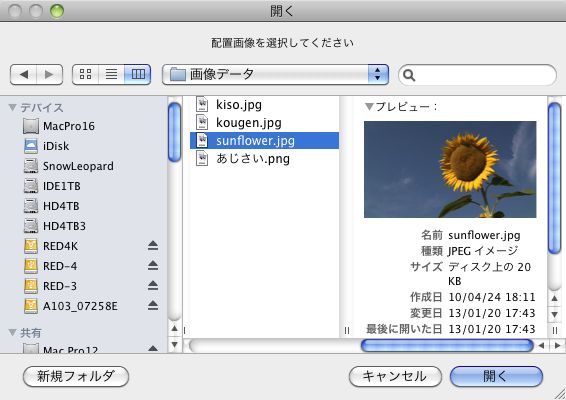 開く
配置画像を選択してください
画像データ
デバイス
MacPro16
iDisk
SnowLeopard
IDE1TB
HD4TB
HD4TB3
RED4K
RED-4
RED-3
A103_07258E
共有
Mac Pro12
kiso.jpg
kougen.jpg
sunflower.jpg
あじさい.png
プレビュー：
名前 sunflower.jpg
種類 JPEG イメージ
サイズ ディスク上の 20
KB
作成日 10/04/24 18:11
変更日 13/01/20 17:43
最後に開いた日 13/01/20 17:43
新規フォルダ
キャンセル
開く